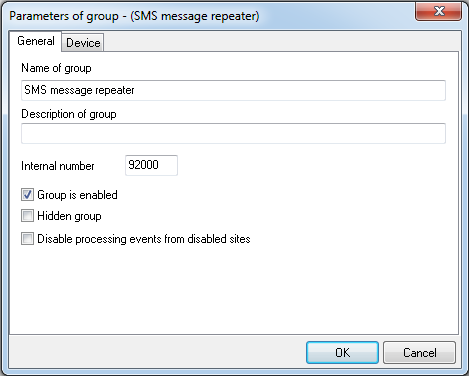 Parameters of group - (SMS message repeater)
General Device
Name of group
SMS message repeater
Description of group
Internal number 92000
Group is enabled
Hidden group
Disable processing events from disabled sites
OK Cancel